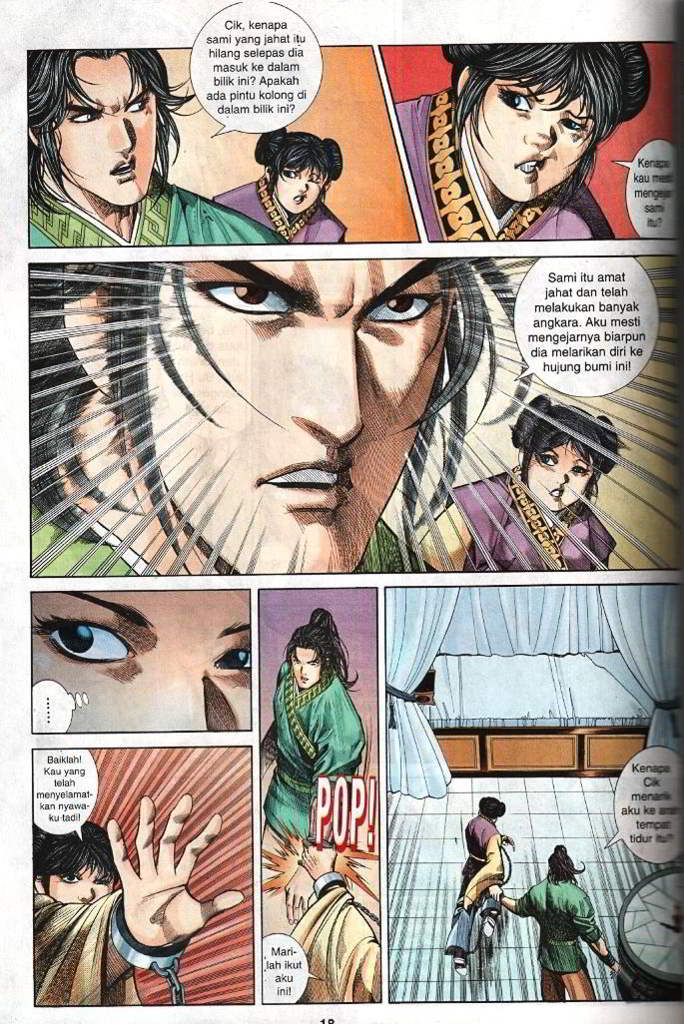 Cik, kenapa
sami yang jahat itu
hilang selepas dia
masuk ke dalam
bilik ini? Apakah
ada pintu kolong di
dalam bilik ini?
Kenapa
kau mesti
mengejar
sami
itu?
Sami itu amat
jahat dan telah
melakukan banyak
angkara. Aku mesti
mengejarnya biarpun
dia melarikan diri ke
hujung bumi ini!
......
Baiklah!
Kau yang
telah
menyelamat-
kan nyawa-
ku tadi!
POP!
Mari-
lah ikut
aku
ini!
Kenapa
Cik
menarik
aku ke
tempat
tidur itu?
18